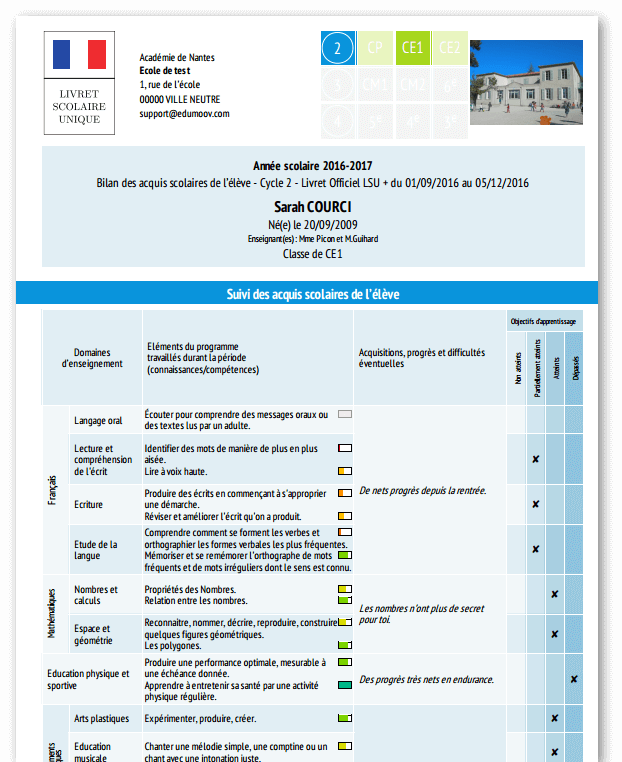 LIVRET
SCOLAIRE
UNIQUE
Académie de Nantes
Ecole de test
1, rue de l'école
00000 VILLE NEUTRE
support@edumoov.com
2 CP CE1 CE2
3 CM1 CM2 6e
4 5e 4e 3e
Année scolaire 2016-2017
Bilan des acquis scolaires de l'élève - Cycle 2 - Livret Officiel LSU + du 01/09/2016 au 05/12/2016
Sarah COURCI
Né(e) le 20/09/2009
Enseignant(es) : Mme Picon et M.Guihard
Classe de CE1
Suivi des acquis scolaires de l'élève
Domaines
d'enseignement
Eléments du programme
travaillés durant la période
(connaissances/compétences)
Acquisitions, progrès et difficultés
éventuelles
Objectifs d'apprentissage
Non atteints
Partiellement atteints
Atteints
Dépassés
Français
Langage oral
Écouter pour comprendre des messages oraux ou
des textes lus par un adulte.
Lecture et
compréhension
de l'écrit
Identifier des mots de manière de plus en plus
aisée.
Lire à voix haute.
De nets progrès depuis la rentrée.
✘
Ecriture
Produire des écrits en commençant à s'approprier
une démarche.
Réviser et améliorer l'écrit qu'on a produit.
✘
Etude de la
langue
Comprendre comment se forment les verbes et
orthographier les formes verbales les plus fréquentes.
Mémoriser et se remémorer l'orthographe de mots
fréquents et de mots irréguliers dont le sens est connu.
✘
Mathématiques
Nombres et
calculs
Propriétés des Nombres.
Relation entre les nombres.
Les nombres n'ont plus de secret
pour toi.
✘
Espace et
géométrie
Reconnaitre, nommer, décrire, reproduire, construire
quelques figures géométriques.
Les polygones.
✘
Education physique et
sportive
Produire une performance optimale, mesurable à
une échéance donnée.
Apprendre à entretenir sa santé par une activité
physique régulière.
Des progrès très nets en endurance.
✘
Arts plastiques
Expérimenter, produire, créer.
✘
Education
musicale
Chanter une mélodie simple, une comptine ou un
chant avec une intonation juste.
✘